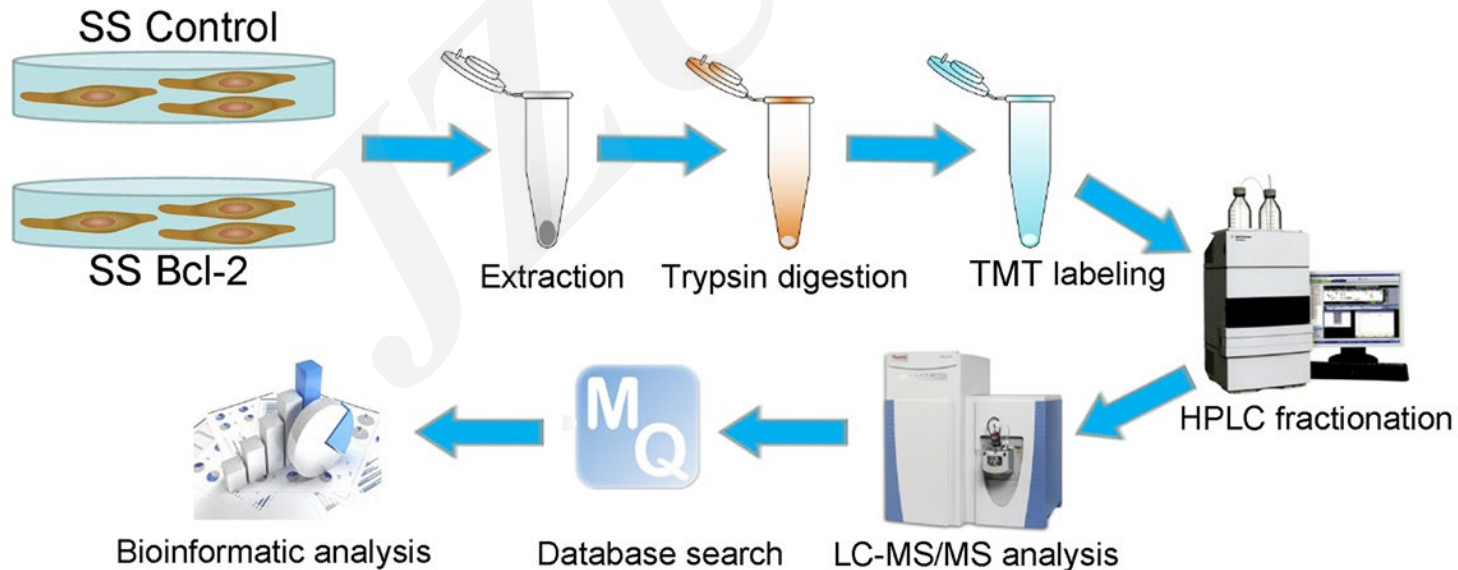 SS Control
SS Bcl-2
Extraction
Trypsin digestion
TMT labeling
HPLC fractionation
LC-MS/MS analysis
MQ
Database search
Bioinformatic analysis